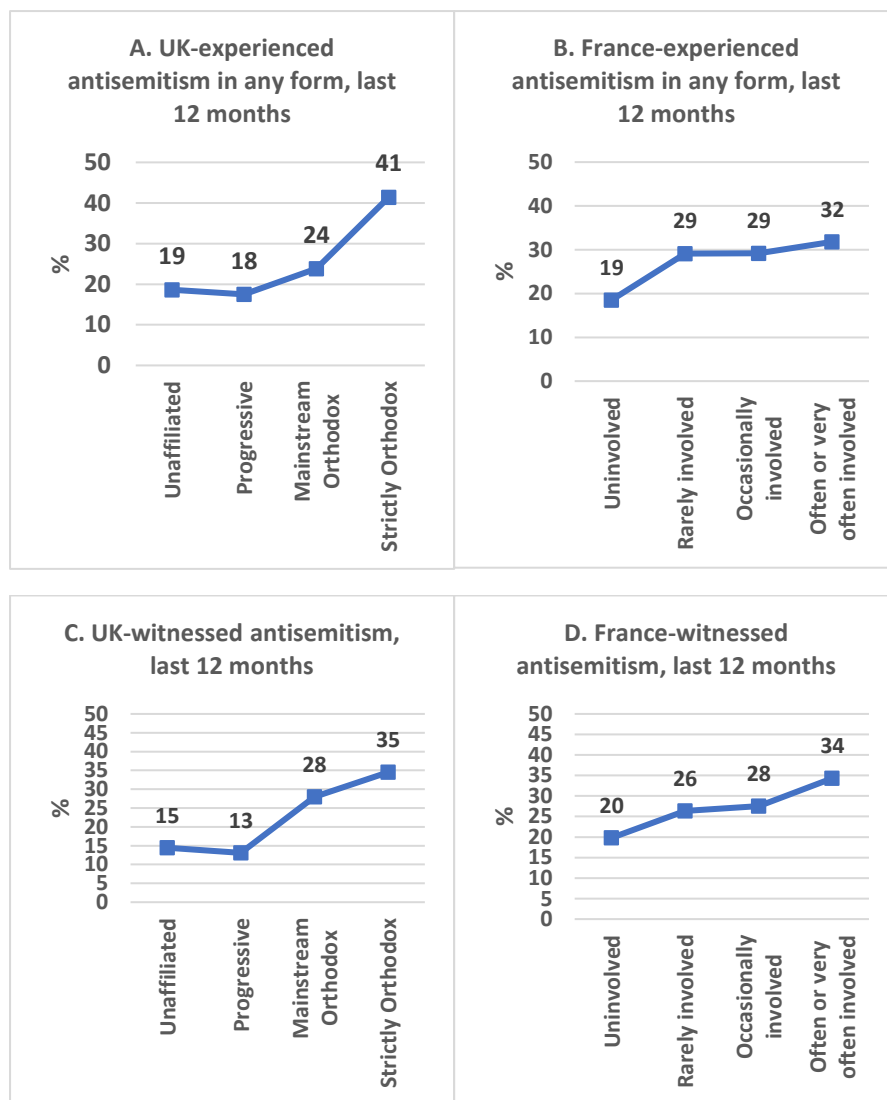 A. UK-experienced
antisemitism in any form, last
12 months
50
40
30
20
10
0
%
19
18
24
41
Unaffiliated
Progressive
Mainstream
Orthodox
Strictly Orthodox
B. France-experienced
antisemitism in any form, last
12 months
50
40
30
20
10
0
%
19
29
29
32
Uninvolved
Rarely involved
Occasionally
involved
Often or very
often involved
C. UK-witnessed antisemitism,
last 12 months
50
45
40
35
30
25
20
15
10
5
0
%
15
13
28
35
Unaffiliated
Progressive
Mainstream
Orthodox
Strictly Orthodox
D. France-witnessed
antisemitism, last 12 months
50
45
40
35
30
25
20
15
10
5
0
%
20
26
28
34
Uninvolved
Rarely involved
Occasionally
involved
Often or very
often involved